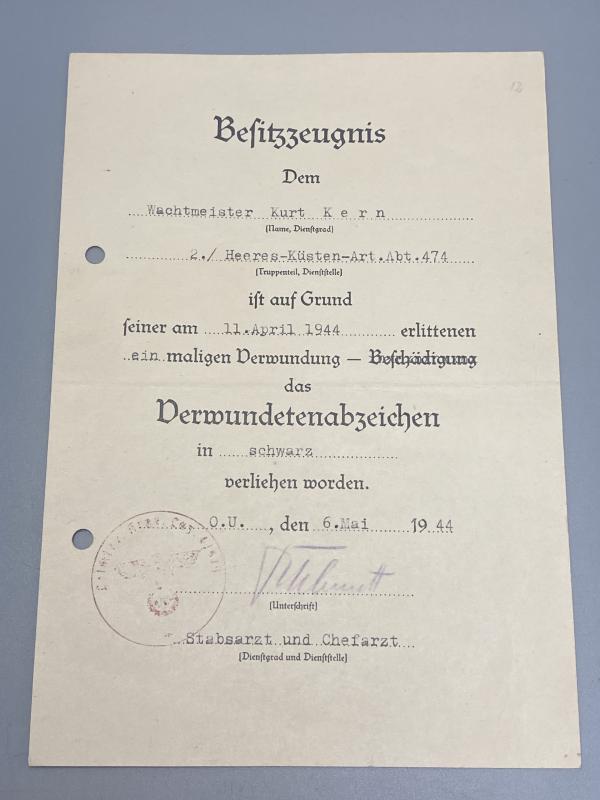 12
Besitzzeugnis
Dem
Wachtmeister Kurt Kern
(Name, Dienstgrad)
2./ Heeres-Küsten-Art.Abt.474
(Truppenteil, Dienststelle)
ist auf Grund
seiner am 11.April 1944 erlittenen
ein maligen Verwundung — Beschädigung
das
Verwundetenabzeichen
in schwarz
verliehen worden.
O.U. , den 6.Mai 1944
(Unterschrift)
Stabsarzt und Chefarzt
(Dienstgrad und Dienststelle)